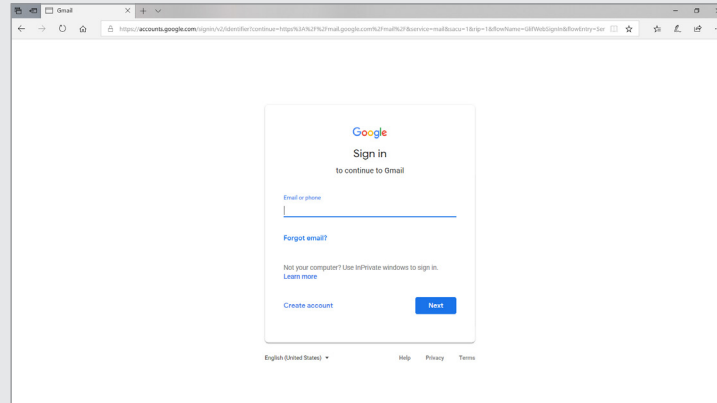 Gmail
https://accounts.google.com/signin/v2/identifier?continue=https%3A%2F%2Fmail.google.com%2Fmail%2F&service=mail&sacu=1&rip=1&flowName=GlifWebSignin&flowEntry=Ser
Google
Sign in
to continue to Gmail
Email or phone
Forgot email?
Not your computer? Use InPrivate windows to sign in.
Learn more
Create account
Next
English (United States)
Help Privacy Terms